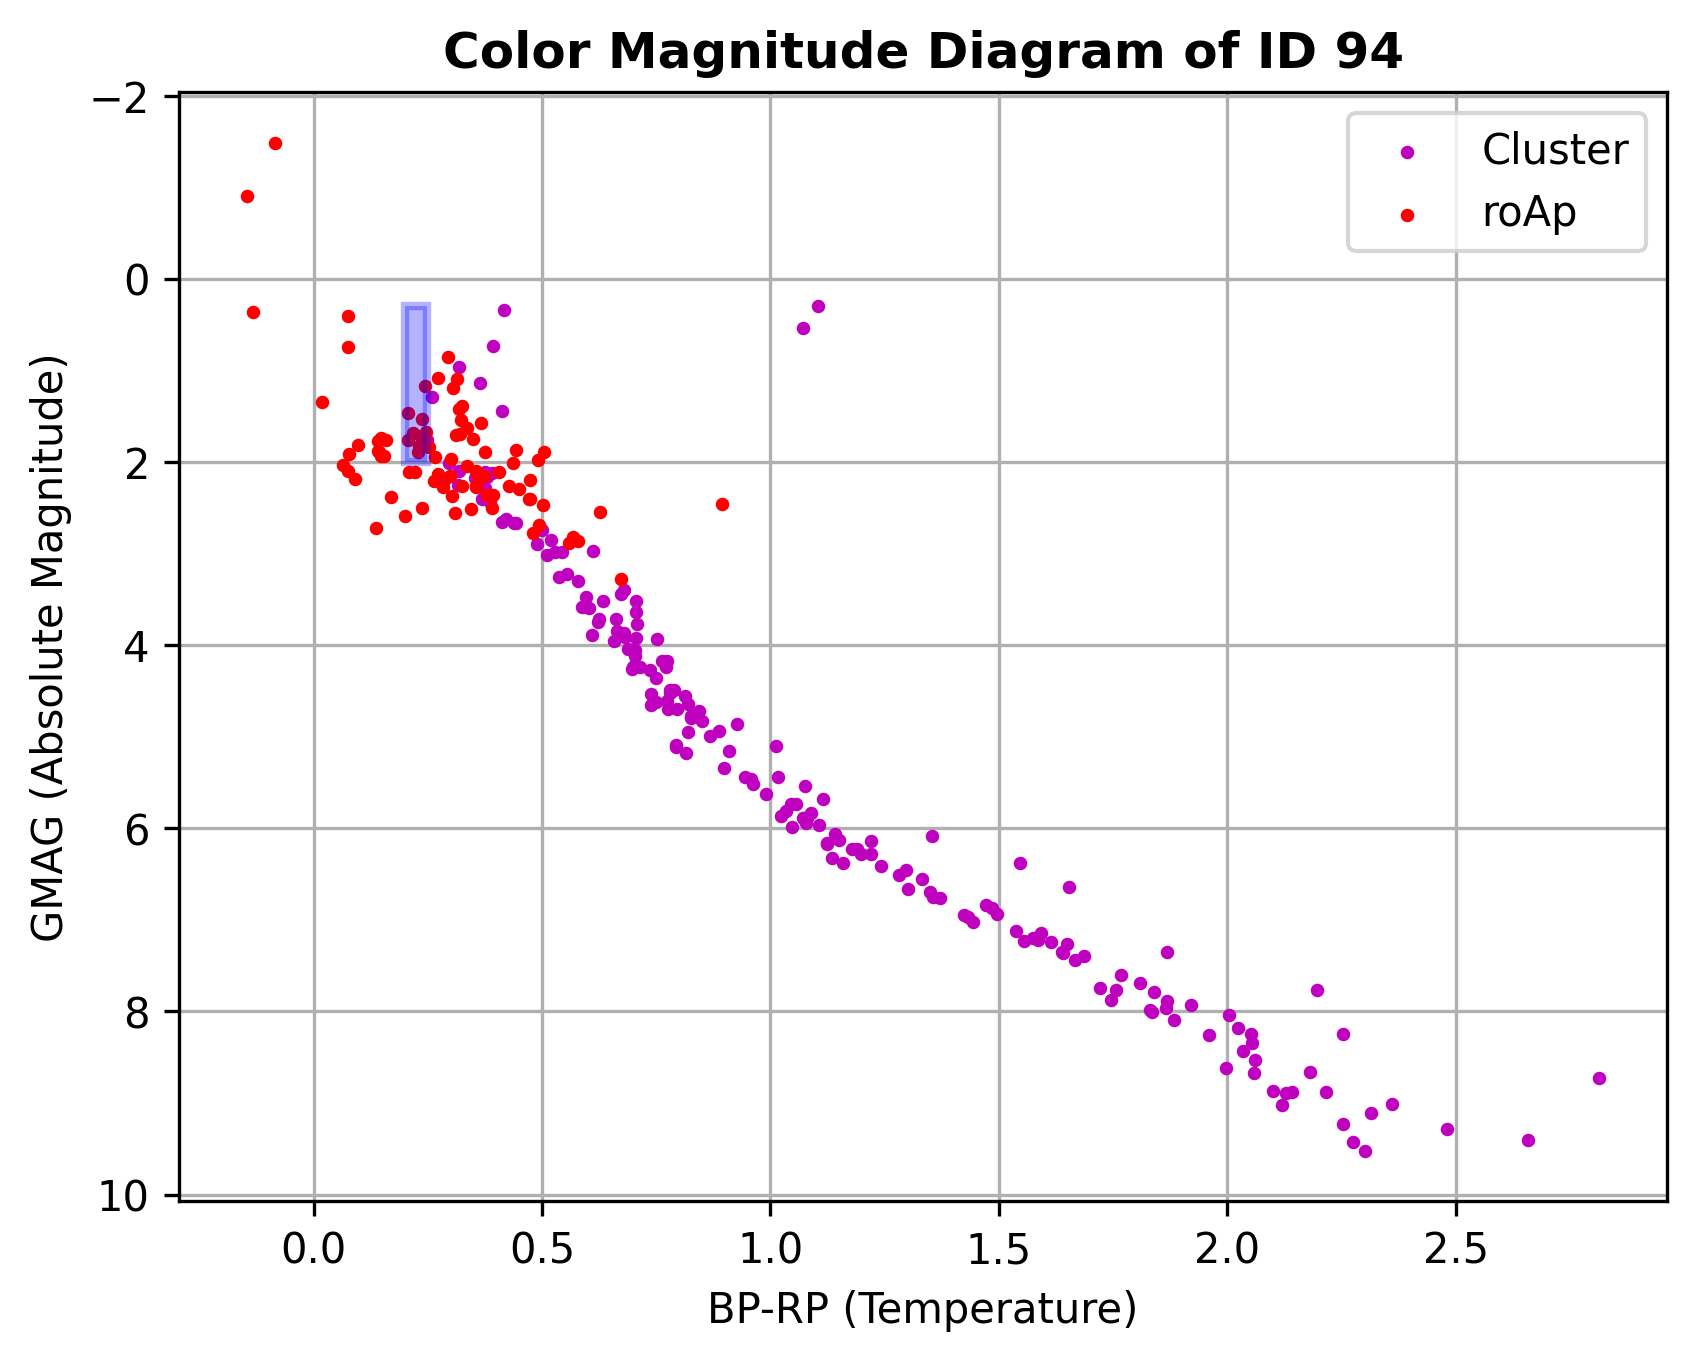 Color Magnitude Diagram of ID 94
Cluster
roAp
GMAG (Absolute Magnitude)
−2
0
2
4
6
8
10
0.0 0.5 1.0 1.5 2.0 2.5
BP-RP (Temperature)